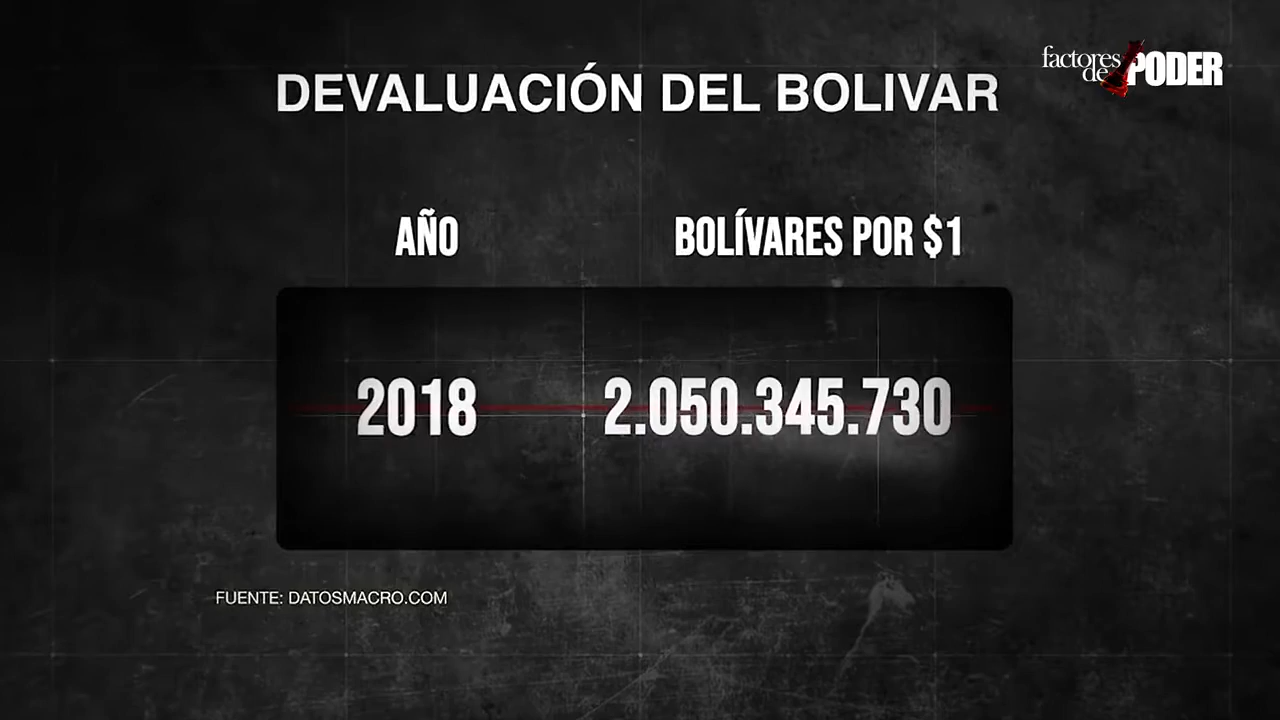 factores
de PODER
DEVALUACIÓN DEL BOLIVAR
AÑO BOLÍVARES POR $1
2018 2.050.345.730
FUENTE: DATOSMACRO.COM